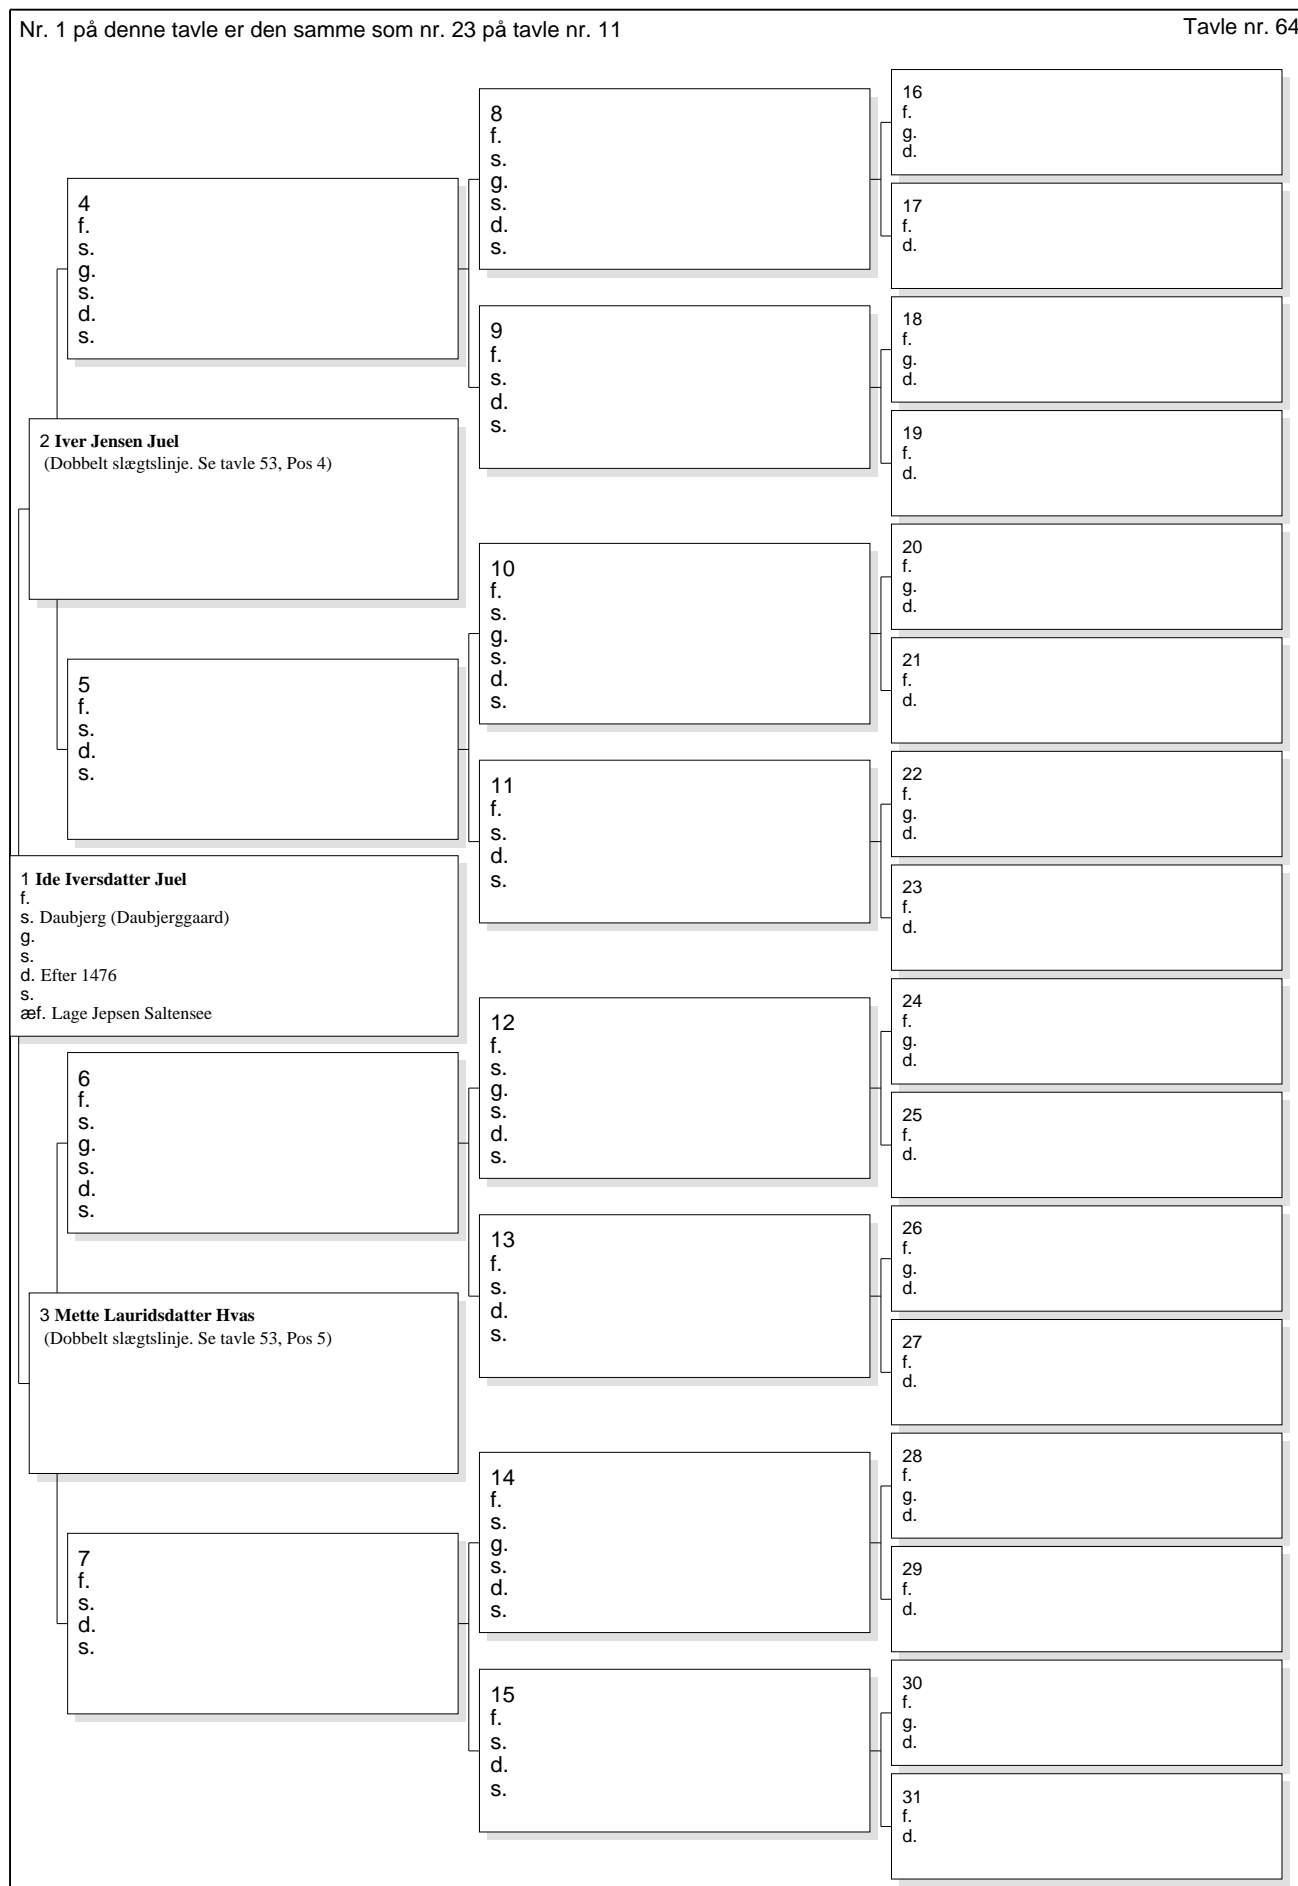 Nr. 1 på denne tavle er den samme som nr. 23 på tavle nr. 11
Tavle nr. 64
16
f.
g.
d.
8
f.
s.
g.
s.
d.
s.
17
f.
d.
4
f.
s.
g.
s.
d.
s.
18
f.
g.
d.
9
f.
s.
d.
s.
19
f.
d.
2 Iver Jensen Juel
(Dobbelt slægtslinje. Se tavle 53, Pos 4)
20
f.
g.
d.
10
f.
s.
g.
s.
d.
s.
21
f.
d.
5
f.
s.
d.
s.
22
f.
g.
d.
11
f.
s.
d.
s.
23
f.
d.
1 Ide Iversdatter Juel
f.
s. Daubjerg (Daubjerggaard)
g.
s.
d. Efter 1476
s.
æf. Lage Jepsen Saltensee
24
f.
g.
d.
12
f.
s.
g.
s.
d.
s.
25
f.
d.
6
f.
s.
g.
s.
d.
s.
26
f.
g.
d.
13
f.
s.
d.
s.
27
f.
d.
3 Mette Lauridsdatter Hvas
(Dobbelt slægtslinje. Se tavle 53, Pos 5)
28
f.
g.
d.
14
f.
s.
g.
s.
d.
s.
29
f.
d.
7
f.
s.
d.
s.
30
f.
g.
d.
15
f.
s.
d.
s.
31
f.
d.